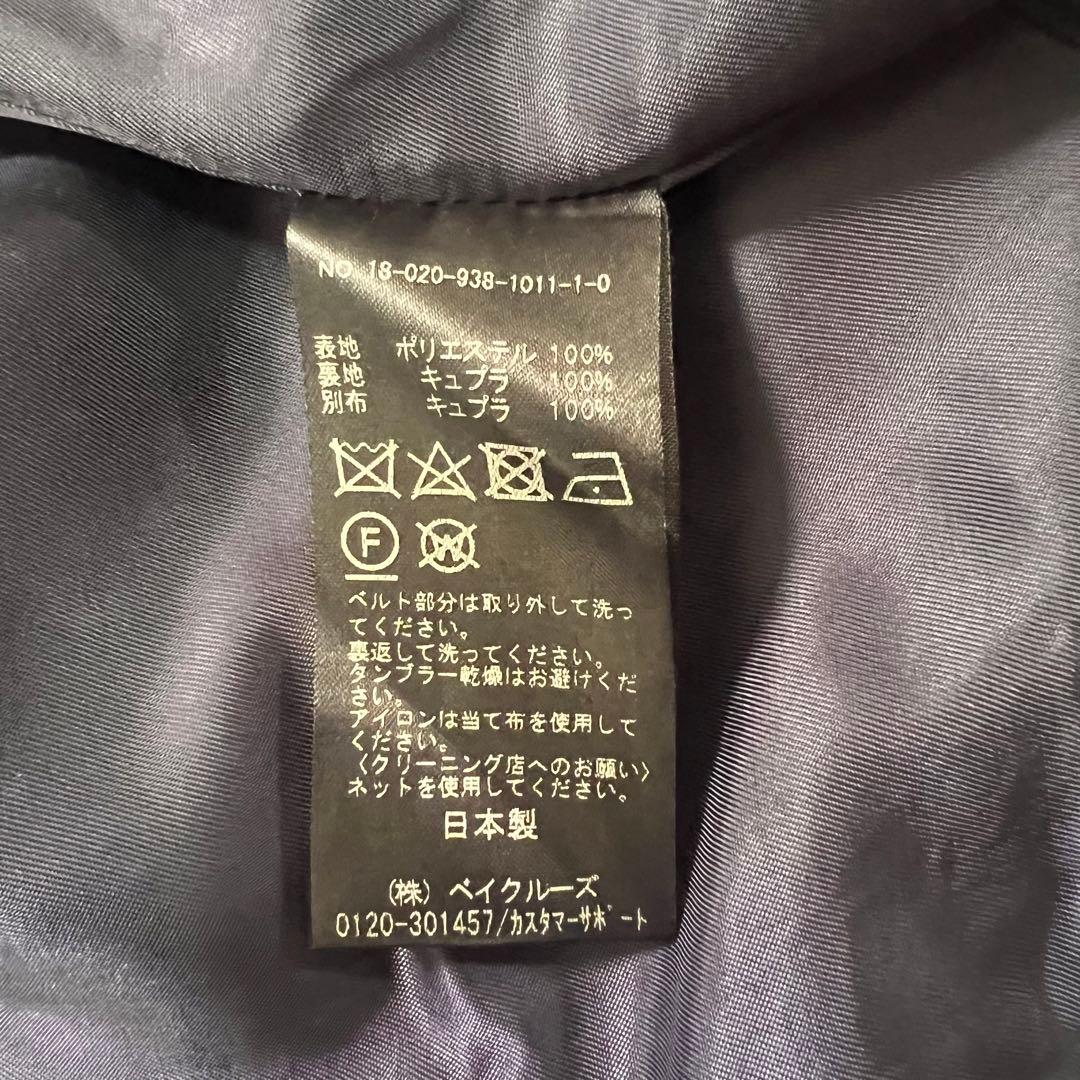 NO 18-020-938-1011-1-0
表地 ポリエステル 100%
裏地 キュプラ 100%
別布 キュプラ 100%
F W
ベルト部分は取り外して洗っ
てください。
裏返して洗ってください。
タンブラー乾燥はお避けくだ
さい。
アイロンは当て布を使用して
ください。
〈クリーニング店へのお願い〉
ネットを使用してください。
日本製
(株) ベイクルーズ
0120-301457/カスタマーサポート